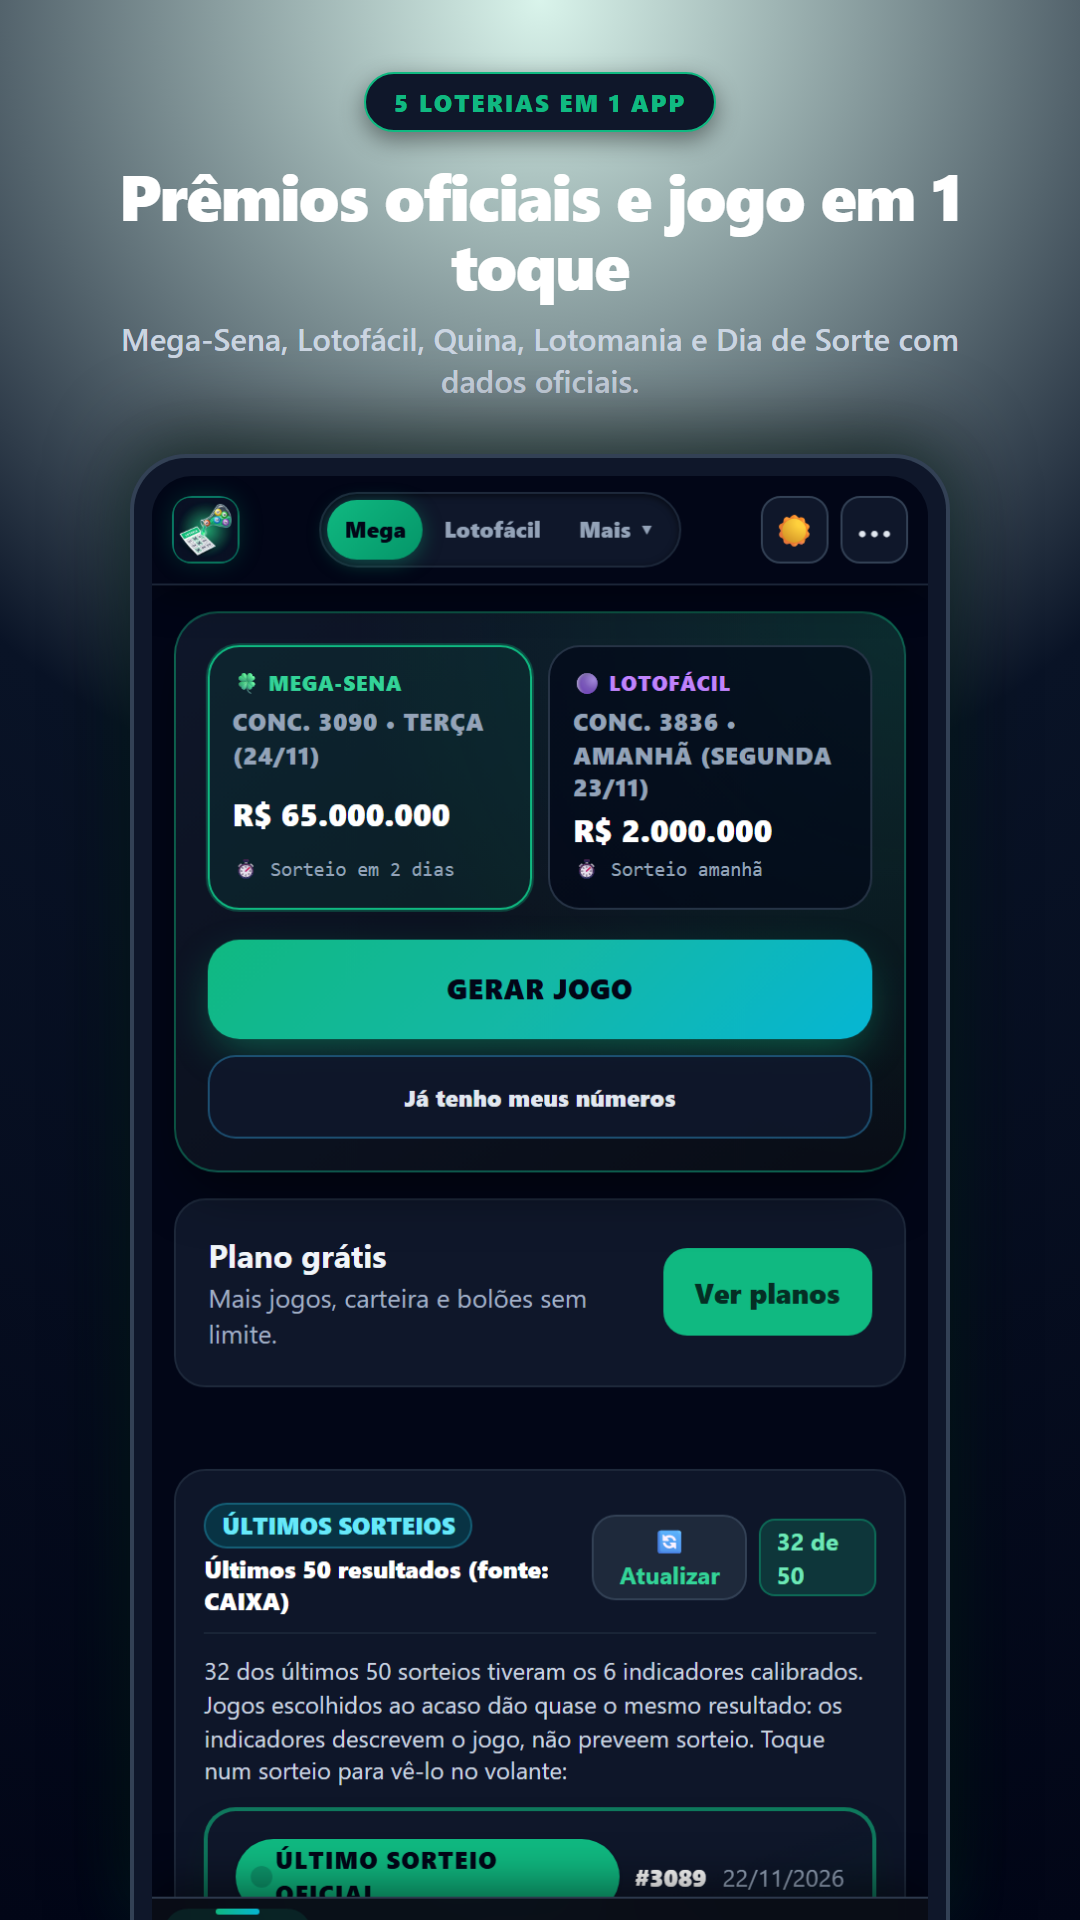 5 LOTERIAS EM 1 APP
Prêmios oficiais e jogo em 1
toque
Mega-Sena, Lotofácil, Quina, Lotomania e Dia de Sorte com
dados oficiais.
Mega
Lotofácil
Mais ▼
MEGA-SENA
CONC. 3090 • TERÇA
(24/11)
R$ 65.000.000
Sorteio em 2 dias
LOTOFÁCIL
CONC. 3836 •
AMANHÃ (SEGUNDA
23/11)
R$ 2.000.000
Sorteio amanhã
GERAR JOGO
Já tenho meus números
Plano grátis
Mais jogos, carteira e bolões sem
limite.
Ver planos
ÚLTIMOS SORTEIOS
Últimos 50 resultados (fonte:
CAIXA)
Atualizar
32 de
50
32 dos últimos 50 sorteios tiveram os 6 indicadores calibrados.
Jogos escolhidos ao acaso dão quase o mesmo resultado: os
indicadores descrevem o jogo, não preveem sorteio. Toque
num sorteio para vê-lo no volante:
ÚLTIMO SORTEIO
OFICIAL
#3089 22/11/2026